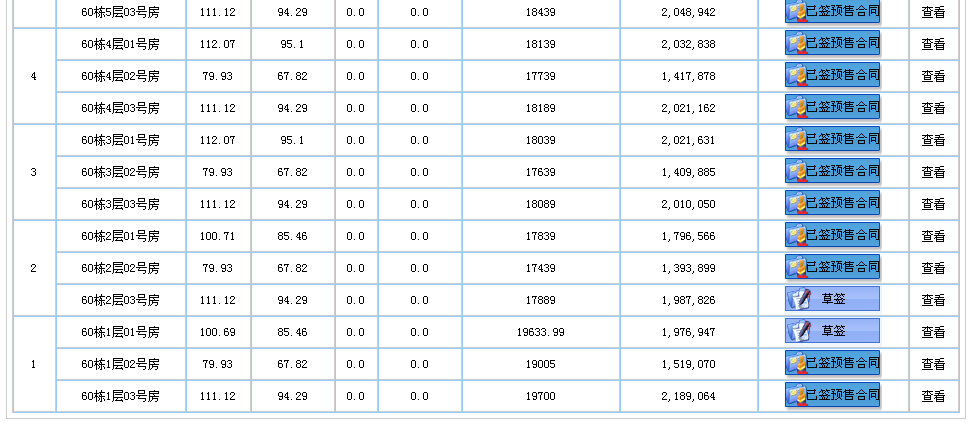 60栋5层03号房 111.12 94.29 0.0 0.0 18439 2,048,942 已签预售合同 查看
60栋4层01号房 112.07 95.1 0.0 0.0 18139 2,032,838 已签预售合同 查看
4 60栋4层02号房 79.93 67.82 0.0 0.0 17739 1,417,878 已签预售合同 查看
60栋4层03号房 111.12 94.29 0.0 0.0 18189 2,021,162 已签预售合同 查看
60栋3层01号房 112.07 95.1 0.0 0.0 18039 2,021,631 已签预售合同 查看
3 60栋3层02号房 79.93 67.82 0.0 0.0 17639 1,409,885 已签预售合同 查看
60栋3层03号房 111.12 94.29 0.0 0.0 18089 2,010,050 已签预售合同 查看
60栋2层01号房 100.71 85.46 0.0 0.0 17839 1,796,566 已签预售合同 查看
2 60栋2层02号房 79.93 67.82 0.0 0.0 17439 1,393,899 已签预售合同 查看
60栋2层03号房 111.12 94.29 0.0 0.0 17889 1,987,826 草签 查看
60栋1层01号房 100.69 85.46 0.0 0.0 19633.99 1,976,947 草签 查看
1 60栋1层02号房 79.93 67.82 0.0 0.0 19005 1,519,070 已签预售合同 查看
60栋1层03号房 111.12 94.29 0.0 0.0 19700 2,189,064 已签预售合同 查看